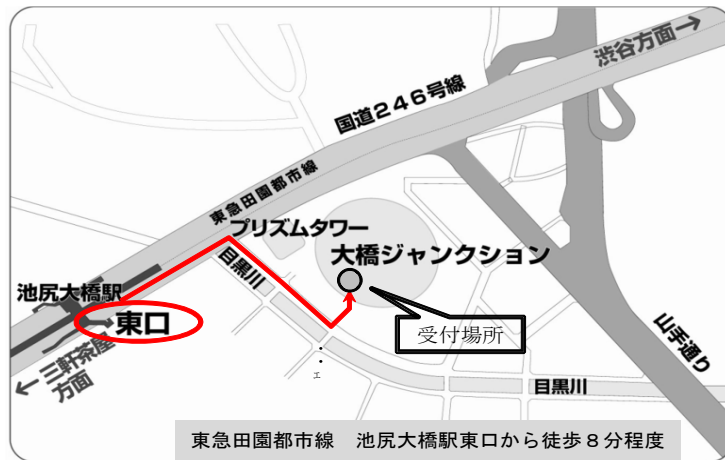 渋谷方面→
国道246号線
東急田園都市線
プリズムタワー
大橋ジャンクション
目黒川
池尻大橋駅
東口
受付場所
←三軒茶屋
方面
山手通り
・・エ
目黒川
東急田園都市線 池尻大橋駅東口から徒歩8分程度